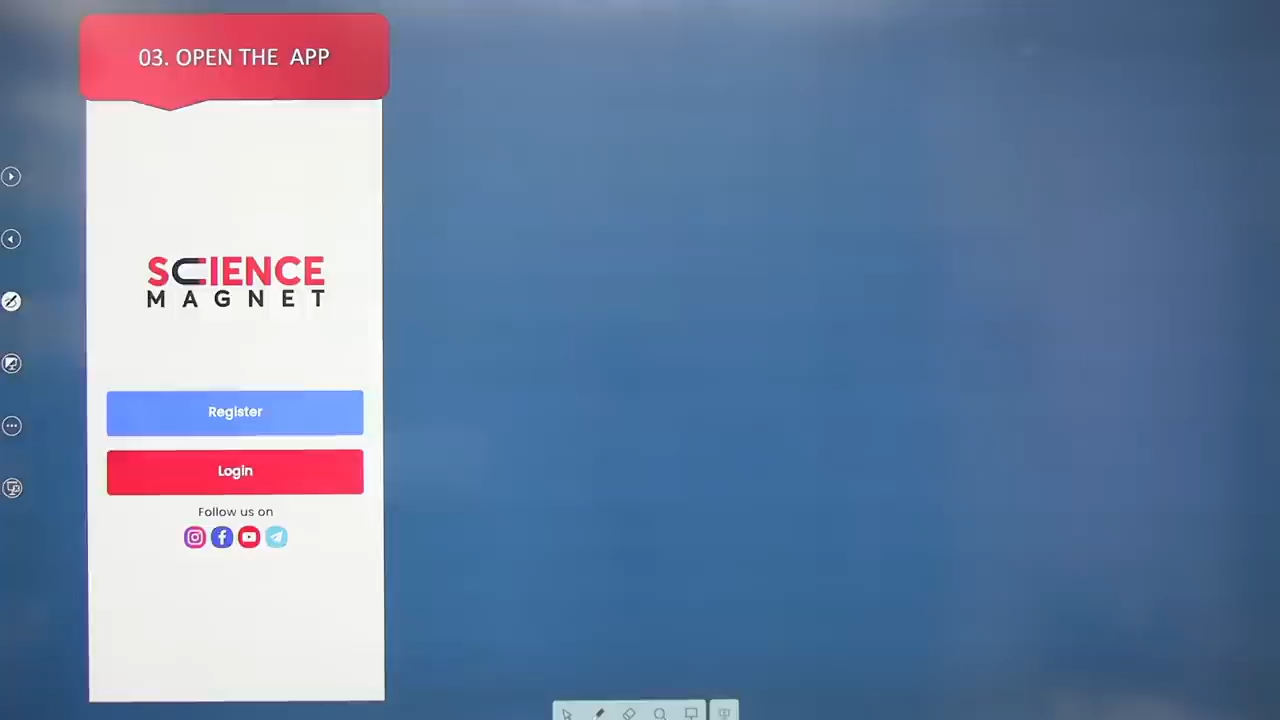 03. OPEN THE  APP
SCIENCE
MAGNET
Register
Login
Follow us on